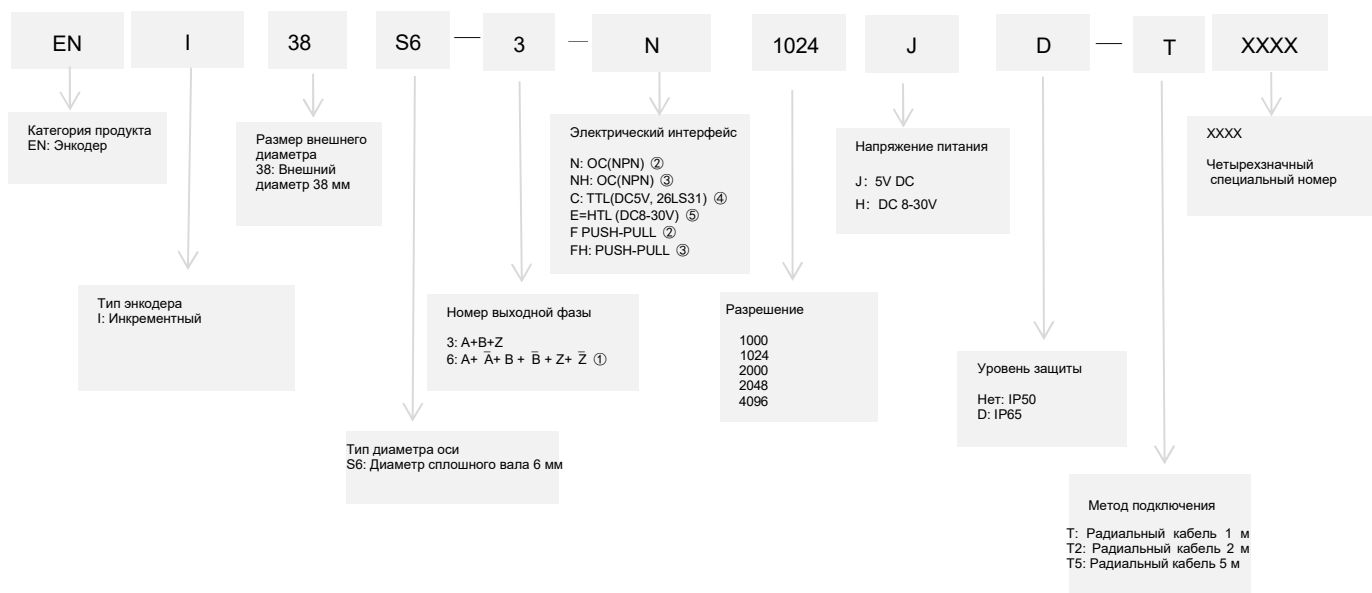 EN I 38 S6 — 3 — N 1024 J D — T XXXX
Категория продукта
EN: Энкодер
Тип энкодера
I: Инкрементный
Размер внешнего
диаметра
38: Внешний
диаметр 38 мм
Тип диаметра оси
S6: Диаметр сплошного вала 6 мм
Номер выходной фазы
3: A+B+Z
6: A+ A̅+ B + B̅ + Z+ Z̅ ①
Электрический интерфейс
N: OC(NPN) ②
NH: OC(NPN) ③
C: TTL(DC5V, 26LS31) ④
E=HTL (DC8-30V) ⑤
F PUSH-PULL ②
FH: PUSH-PULL ③
Разрешение
1000
1024
2000
2048
4096
Напряжение питания
J: 5V DC
H: DC 8-30V
Уровень защиты
Нет: IP50
D: IP65
Метод подключения
T: Радиальный кабель 1 м
T2: Радиальный кабель 2 м
T5: Радиальный кабель 5 м
XXXX
Четырехзначный
специальный номер